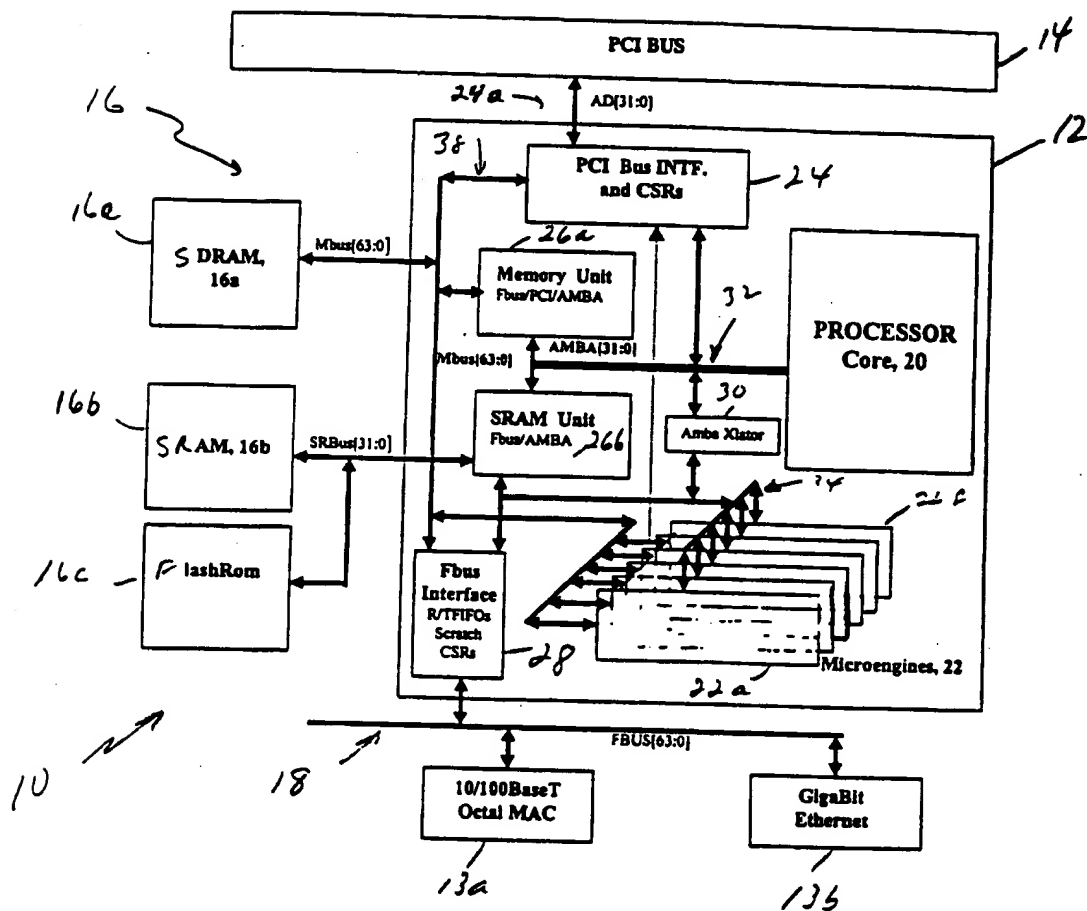 PCI BUS
14
24a
AD[31:0]
16
12
38
PCI Bus INTF.
and CSRs
24
16a
26a
S DRAM,
16a
Mbus[63:0]
Memory Unit
Fbus/PCI/AMBA
32
PROCESSOR
Core, 20
Mbus[63:0]
AMBA[31:0]
30
16b
SRAM, 16b
SRBus[31:0]
SRAM Unit
Fbus/AMBA
26b
Amba Xlator
34
16c
FlashRom
Fbus
Interface
R/TFIFOs
Scratch
CSRs
28
Microengines, 22
22a
FBUS[63:0]
10
18
10/100BaseT
Octal MAC
GigaBit
Ethernet
13a
13b